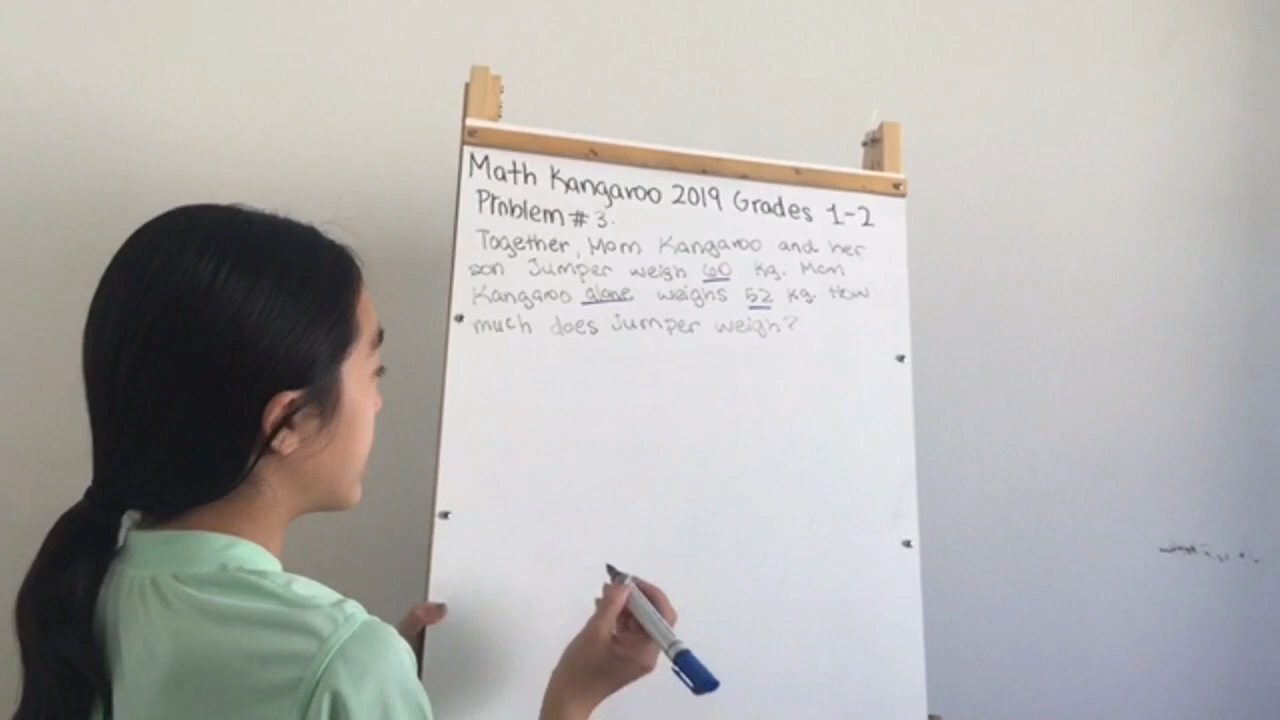 Math Kangaroo 2019 Grades 1-2
Problem #3.
Together, Mom Kangaroo and her
son Jumper weigh 60 kg. Mom
Kangaroo alone weighs 52 kg. How
much does Jumper weigh?